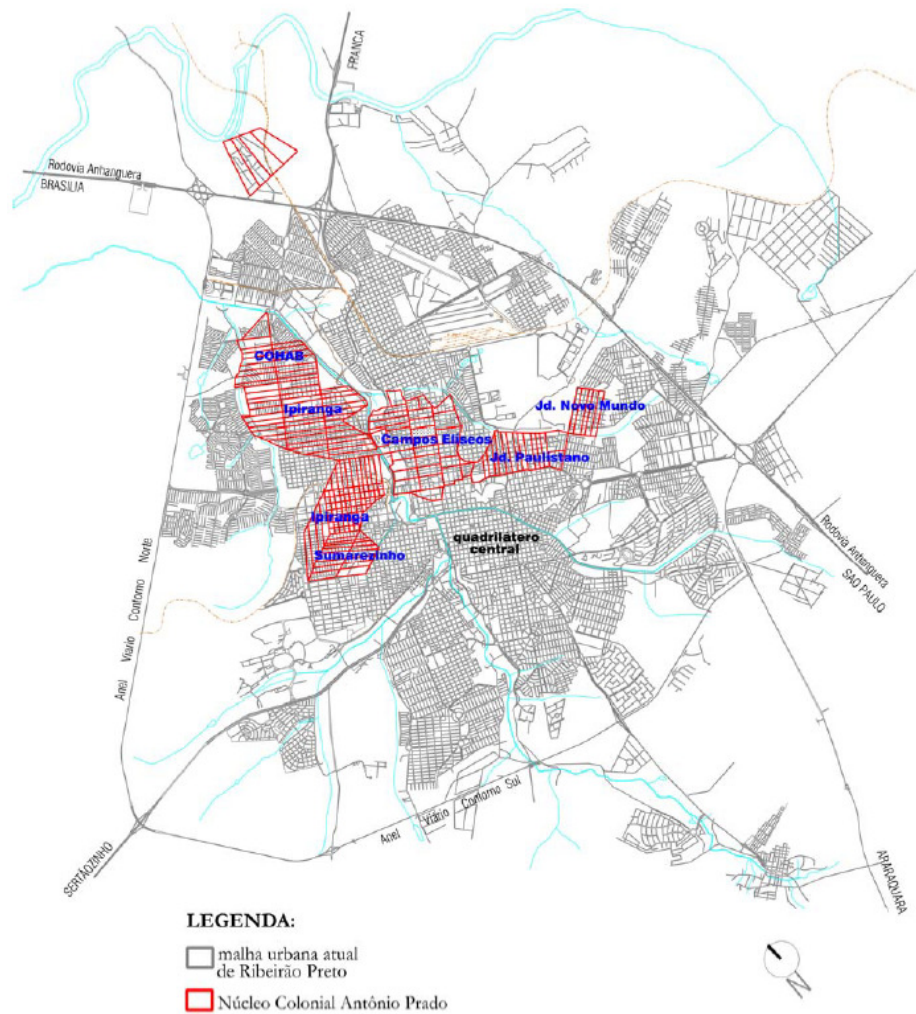 FRANCA
Rodovia Anhanguera
BRASILIA
COHAB
Ipiranga
Jd. Novo Mundo
Campos Elíseos
Jd. Paulistano
Ipiranga
quadrilátero
central
Sumarezinho
Rodovia Anhanguera
SAO PAULO
Anel Viário Contorno Norte
Anel Viário Contorno Sul
SERTÃOZINHO
ARARAQUARA
LEGENDA:
malha urbana atual
de Ribeirão Preto
Núcleo Colonial Antônio Prado
N